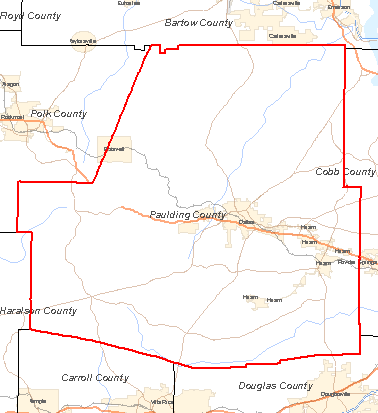 Euharlee
Cartersville
Emerson
Floyd County
Bartow County
Cartersville
Taylorsville
Aragon
Rockmart
Polk County
Braswell
Cobb County
Paulding County
Dallas
Hiram
Hiram
Hiram
Hiram
Powder Springs
Hiram
Hiram
Haralson County
Carroll County
Douglas County
Temple
Villa Rica
Douglasville